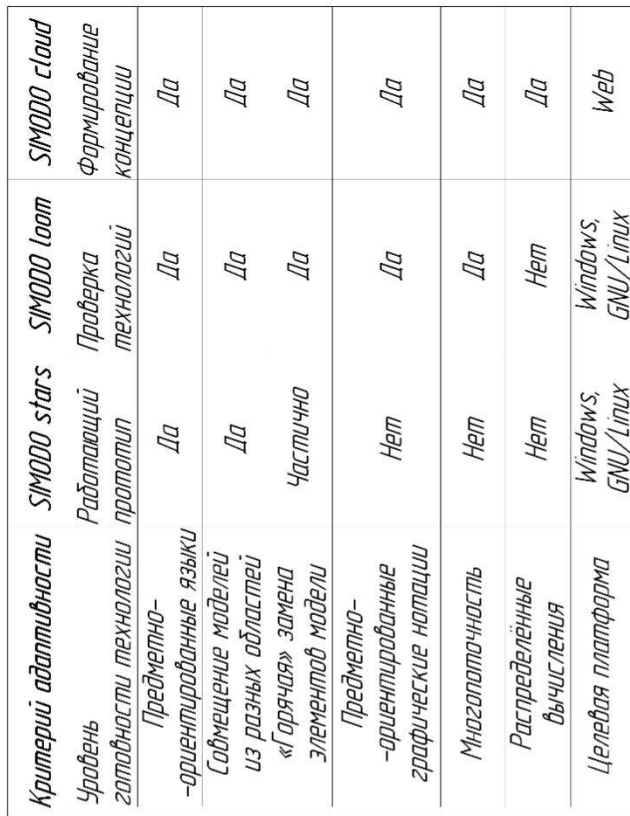 Критерий адаптивности SIMODO stars SIMODO loom SIMODO cloud
Уровень Работающий Проверка Формирование
готовности технологии прототип технологий концепции
Предметно-
-ориентированные языки Да Да Да
Совмещение моделей
из разных областей Да Да Да
«Горячая» замена
элементов модели Частично Да Да
Предметно-
-ориентированные Нет Да Да
графические нотации
Многопоточность Нет Да Да
Распределённые
вычисления Нет Нет Да
Целевая платформа Windows, Windows, Web
GNU/Linux GNU/Linux